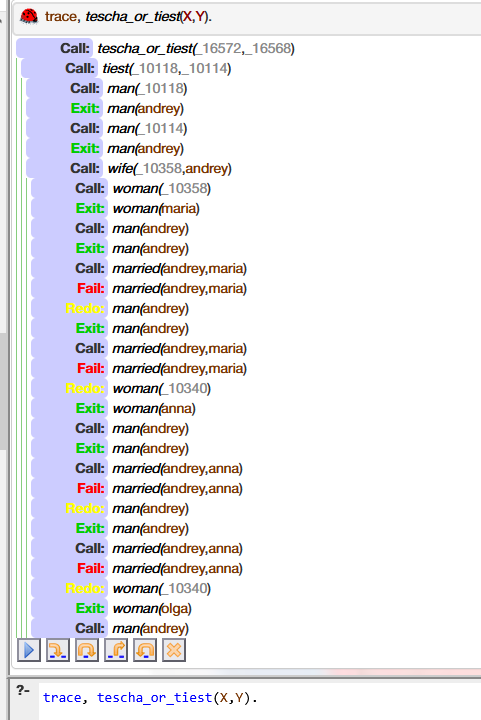 trace, tescha_or_tiest(X,Y).
Call: tescha_or_tiest(_16572,_16568)
Call: tiest(_10118,_10114)
Call: man(_10118)
Exit: man(andrey)
Call: man(_10114)
Exit: man(andrey)
Call: wife(_10358,andrey)
Call: woman(_10358)
Exit: woman(maria)
Call: man(andrey)
Exit: man(andrey)
Call: married(andrey,maria)
Fail: married(andrey,maria)
Redo: man(andrey)
Exit: man(andrey)
Call: married(andrey,maria)
Fail: married(andrey,maria)
Redo: woman(_10340)
Exit: woman(anna)
Call: man(andrey)
Exit: man(andrey)
Call: married(andrey,anna)
Fail: married(andrey,anna)
Redo: man(andrey)
Exit: man(andrey)
Call: married(andrey,anna)
Fail: married(andrey,anna)
Redo: woman(_10340)
Exit: woman(olga)
Call: man(andrey)
?- trace, tescha_or_tiest(X,Y).